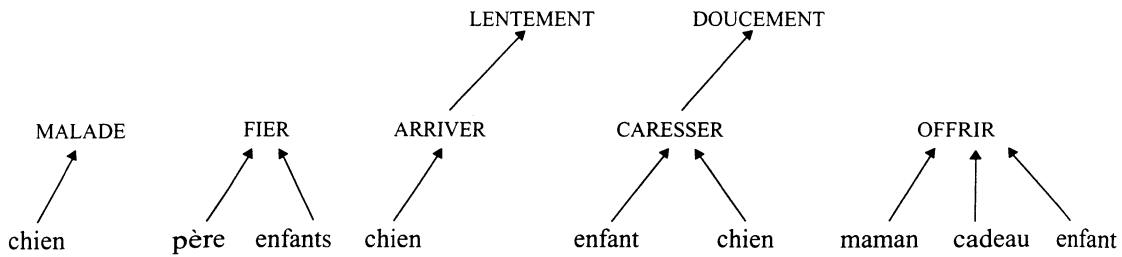 LENTEMENT DOUCEMENT
MALADE FIER ARRIVER CARESSER OFFRIR
chien père enfants chien enfant chien maman cadeau enfant